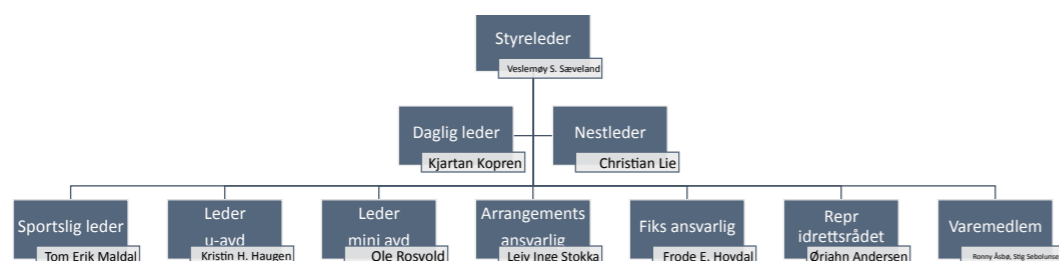 Styreleder
Veslemøy S. Sæveland
Daglig leder
Kjartan Kopren
Nestleder
Christian Lie
Sportslig leder
Tom Erik Maldal
Leder
u-avd
Kristin H. Haugen
Leder
mini avd
Ole Rosvold
Arrangements
ansvarlig
Leiv Inge Stokka
Fiks ansvarlig
Frode E. Hovdal
Repr
idrettsrådet
Ørjahn Andersen
Varemedlem
Ronny Åsbø, Stig